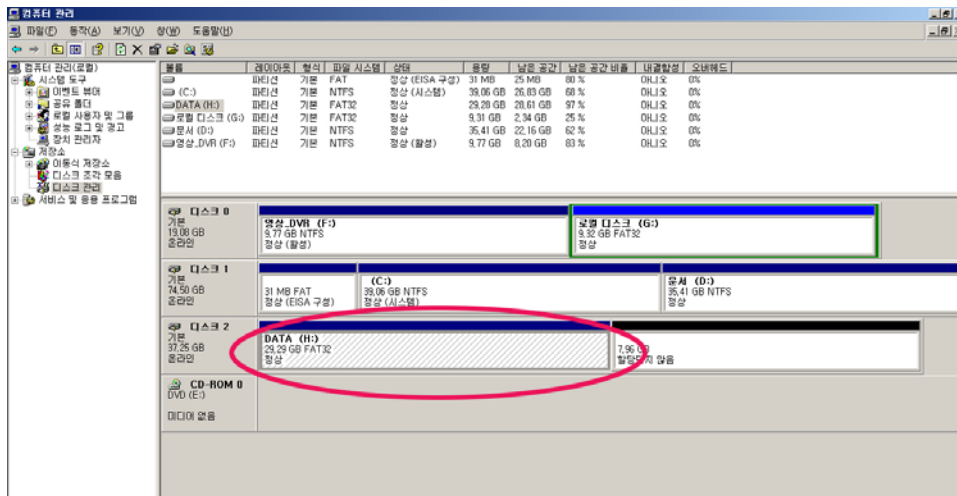 컴퓨터 관리
파일(F) 동작(A) 보기(V) 창(W) 도움말(H)
컴퓨터 관리(로컬)
시스템 도구
이벤트 뷰어
공유 폴더
로컬 사용자 및 그룹
성능 로그 및 경고
장치 관리자
저장소
이동식 저장소
디스크 조각 모음
디스크 관리
서비스 및 응용 프로그램
볼륨 레이아웃 형식 파일 시스템 상태 용량 남은 공간 남은 공간 비율 내결함성 오버헤드
파티션 기본 FAT 정상 (EISA 구성) 31 MB 25 MB 80 % 아니오 0%
(C:) 파티션 기본 NTFS 정상 (시스템) 39,06 GB 26,83 GB 68 % 아니오 0%
DATA (H:) 파티션 기본 FAT32 정상 29,28 GB 28,61 GB 97 % 아니오 0%
로컬 디스크 (G:) 파티션 기본 FAT32 정상 9,31 GB 2,34 GB 25 % 아니오 0%
문서 (D:) 파티션 기본 NTFS 정상 35,41 GB 22,16 GB 62 % 아니오 0%
영상_DVR (F:) 파티션 기본 NTFS 정상 (활성) 9,77 GB 8,20 GB 83 % 아니오 0%
디스크 0
기본
19,08 GB
온라인
영상_DVR (F:)
9,77 GB NTFS
정상 (활성)
로컬 디스크 (G:)
9,32 GB FAT32
정상
디스크 1
기본
74,50 GB
온라인
31 MB FAT
정상 (EISA 구성)
(C:)
39,06 GB NTFS
정상 (시스템)
문서 (D:)
35,41 GB NTFS
정상
디스크 2
기본
37,25 GB
온라인
DATA (H:)
29,29 GB FAT32
정상
7,96 GB
할당되지 않음
CD-ROM 0
DVD (E:)
미디어 없음